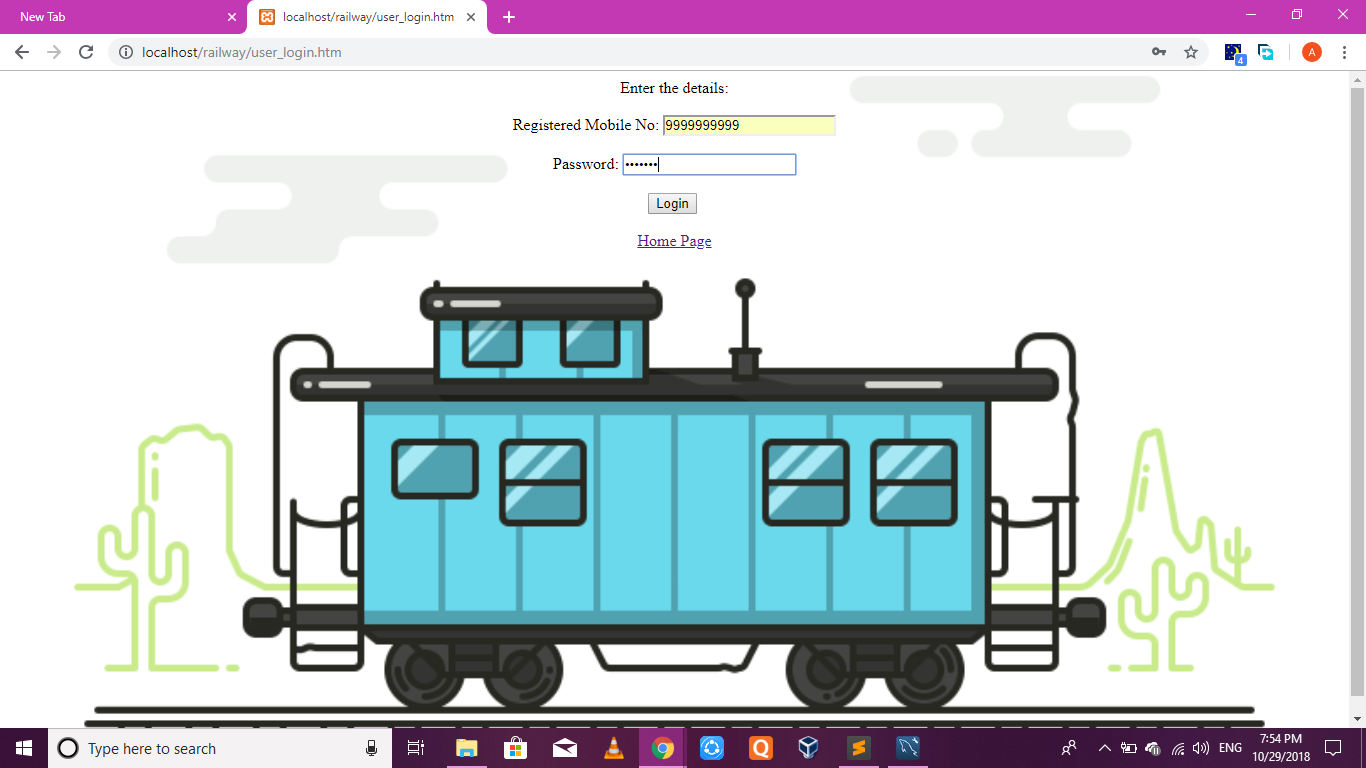 New Tab
localhost/railway/user_login.htm
localhost/railway/user_login.htm
4
A
Enter the details:
Registered Mobile No: 9999999999
Password: •••••••
Login
Home Page
Type here to search
Q
ENG
7:54 PM
10/29/2018